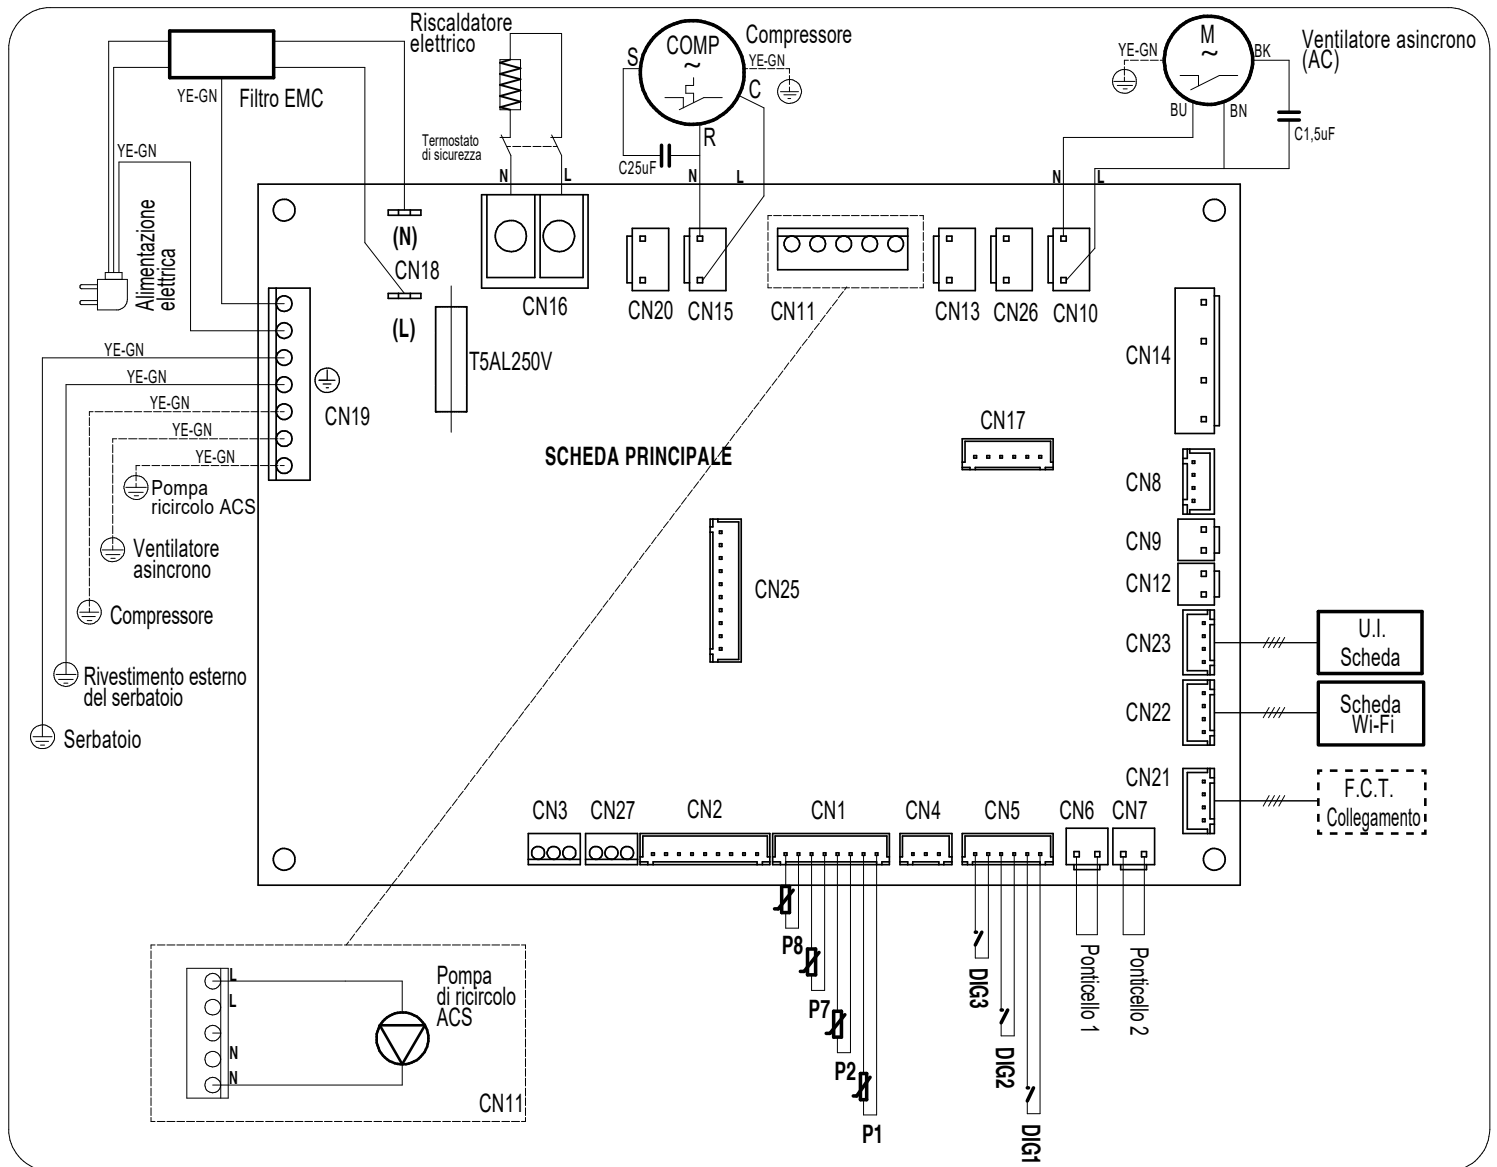 Riscaldatore
elettrico
COMP
~
S
Compressore
YE-GN
C
R
M
~
YE-GN
BK
BU
BN
Ventilatore asincrono
(AC)
C1,5uF
YE-GN
Filtro EMC
YE-GN
Termostato
di sicurezza
C25uF
N
L
N
L
N
L
Alimentazione
elettrica
(N)
CN18
(L)
T5AL250V
CN16
CN20
CN15
CN11
CN13
CN26
CN10
CN14
YE-GN
YE-GN
YE-GN
YE-GN
YE-GN
CN19
SCHEDA PRINCIPALE
CN17
CN8
CN9
CN12
CN25
Pompa
ricircolo ACS
Ventilatore
asincrono
Compressore
Rivestimento esterno
del serbatoio
Serbatoio
CN23
U.I.
Scheda
CN22
Scheda
Wi-Fi
CN21
F.C.T.
Collegamento
CN3
CN27
CN2
CN1
CN4
CN5
CN6
CN7
P8
P7
P2
P1
DIG3
DIG2
DIG1
Ponticello 1
Ponticello 2
L
L
N
N
Pompa
di ricircolo
ACS
CN11